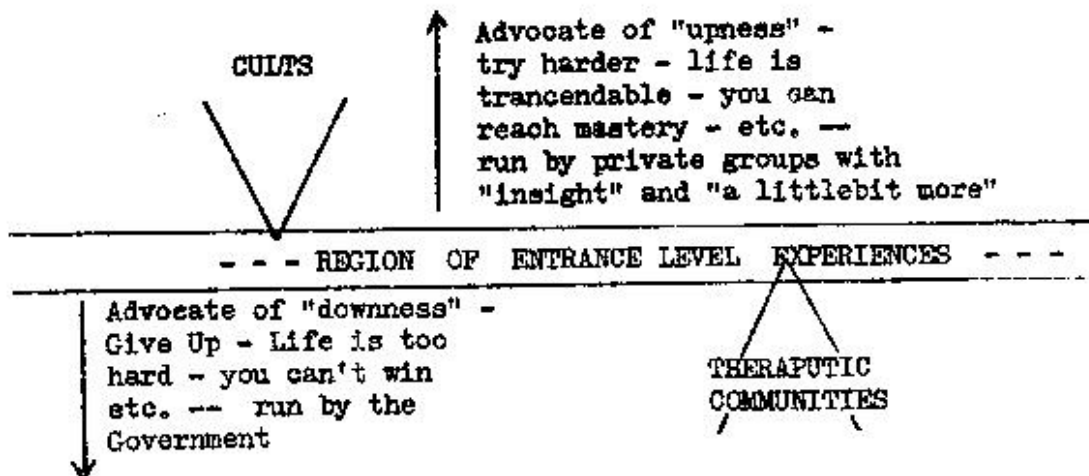 CULTS
Advocate of "upness" -
try harder - life is
trancendable - you can
reach mastery - etc. --
run by private groups with
"insight" and "a littlebit more"
- - - REGION OF ENTRANCE LEVEL EXPERIENCES - - -
Advocate of "downness" -
Give Up - Life is too
hard - you can't win
etc. -- run by the
Government
THERAPUTIC
COMMUNITIES